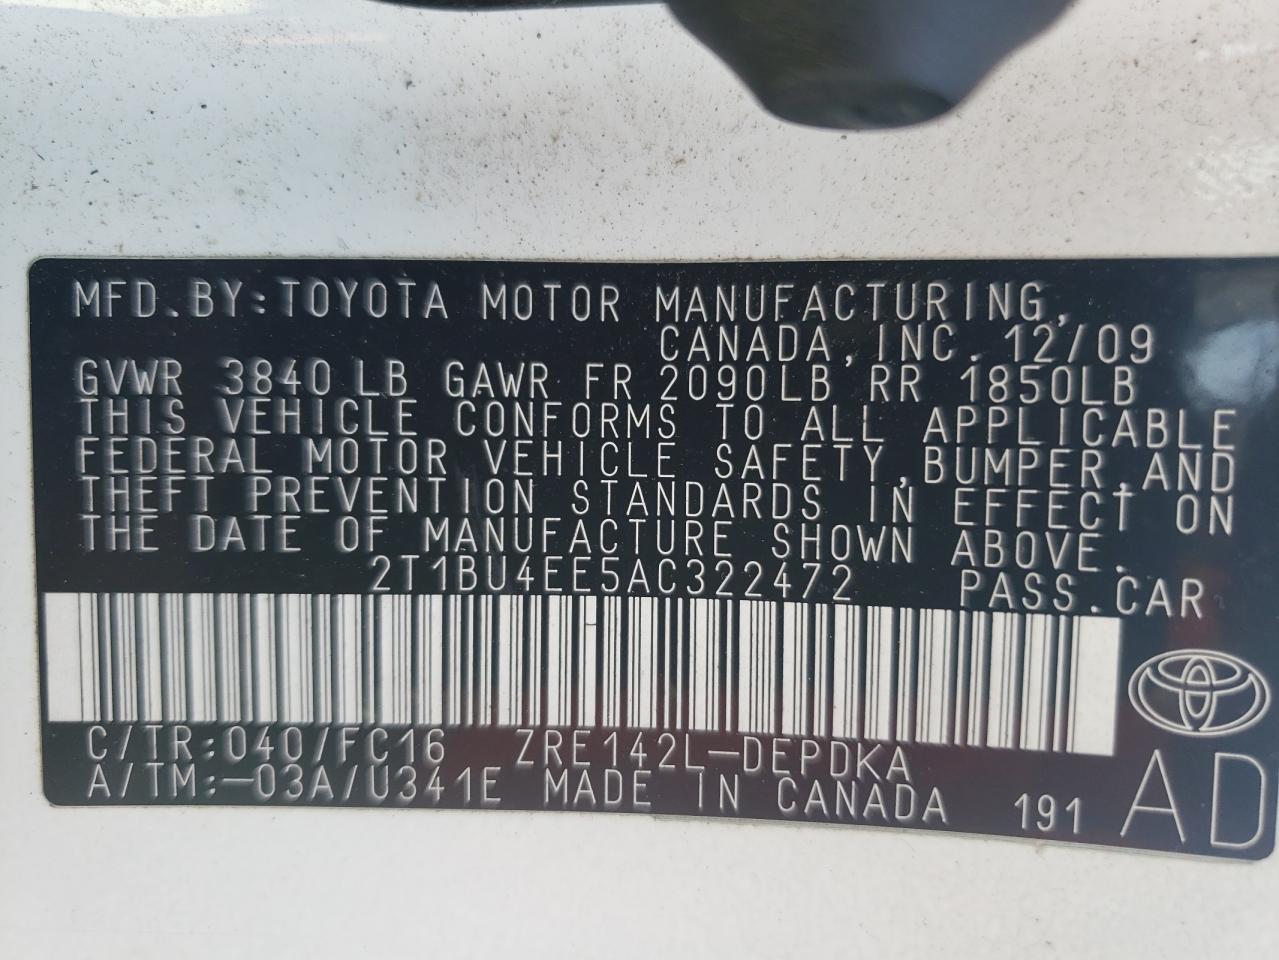 MFD.BY:TOYOTA MOTOR MANUFACTURING,
CANADA,INC. 12/09
GVWR 3840 LB GAWR FR 2090LB RR 1850LB
THIS VEHICLE CONFORMS TO ALL APPLICABLE
FEDERAL MOTOR VEHICLE SAFETY,BUMPER,AND
THEFT PREVENTION STANDARDS IN EFFECT ON
THE DATE OF MANUFACTURE SHOWN ABOVE.
2T1BU4EE5AC322472 PASS.CAR
C/TR:040/FC16 ZRE142L-DEPDKA
A/TM:-03A/U341E MADE IN CANADA 191 AD